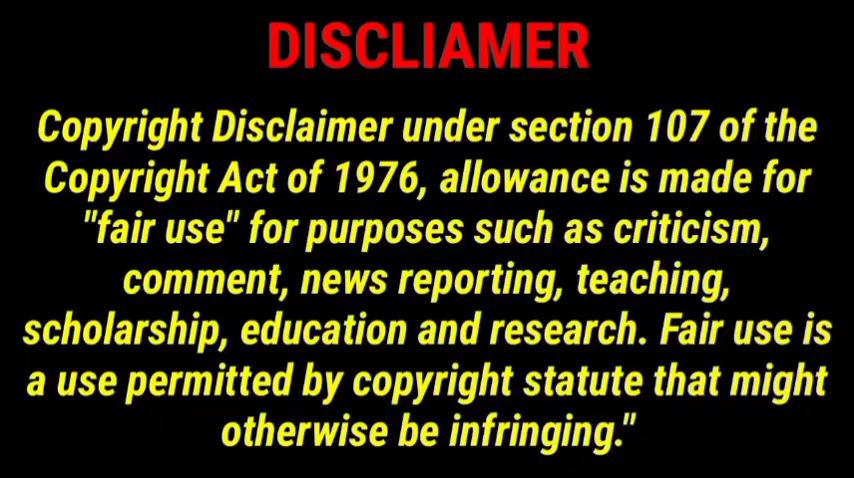 DISCLIAMER
Copyright Disclaimer under section 107 of the
Copyright Act of 1976, allowance is made for
"fair use" for purposes such as criticism,
comment, news reporting, teaching,
scholarship, education and research. Fair use is
a use permitted by copyright statute that might
otherwise be infringing."